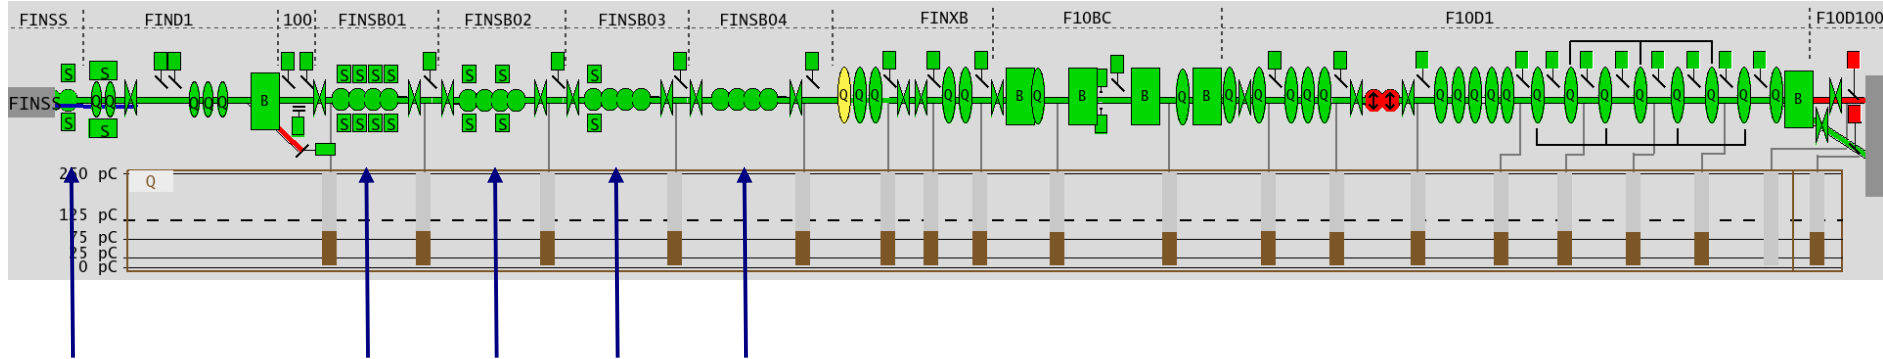 FINSS FIND1 100 FINSB01 FINSB02 FINSB03 FINSB04 FINXB F10BC F10D1 F10D100
S S S S S S S S S
FINSS Q Q Q Q Q B Q Q Q Q Q B Q B B Q B Q Q Q Q Q Q Q Q Q Q Q Q Q Q Q Q Q Q B
S S S S S S S S S
250 pC Q
125 pC
75 pC
25 pC
0 pC